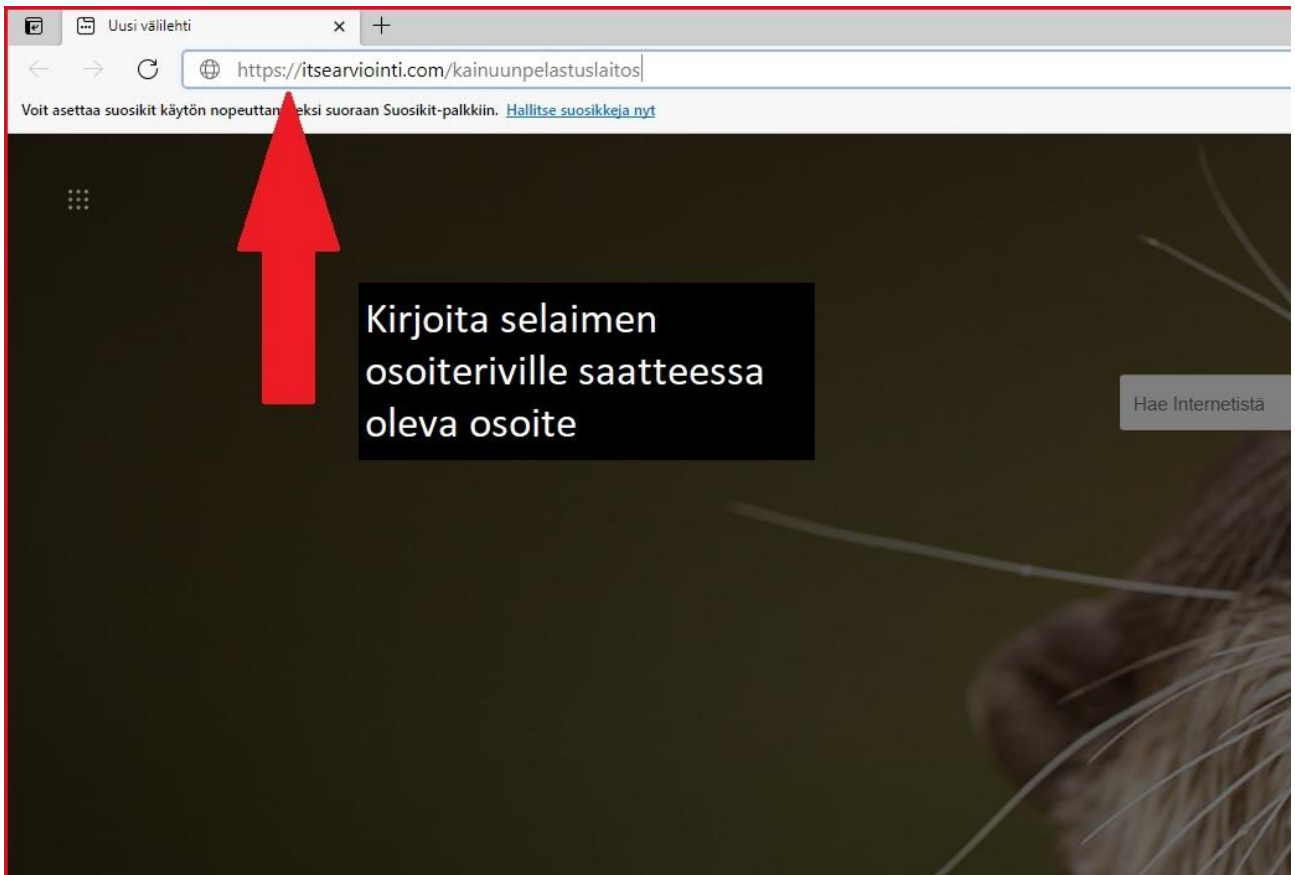 Uusi välilehti
https://itsearviointi.com/kainuunpelastuslaitos
Voit asettaa suosikit käytön suoraan Suosikit-palkkiin. Hallitse suosikkeja nyt
Kirjoita selaimen
osoiteriville saatteessa
oleva osoite
Hae Internetistä